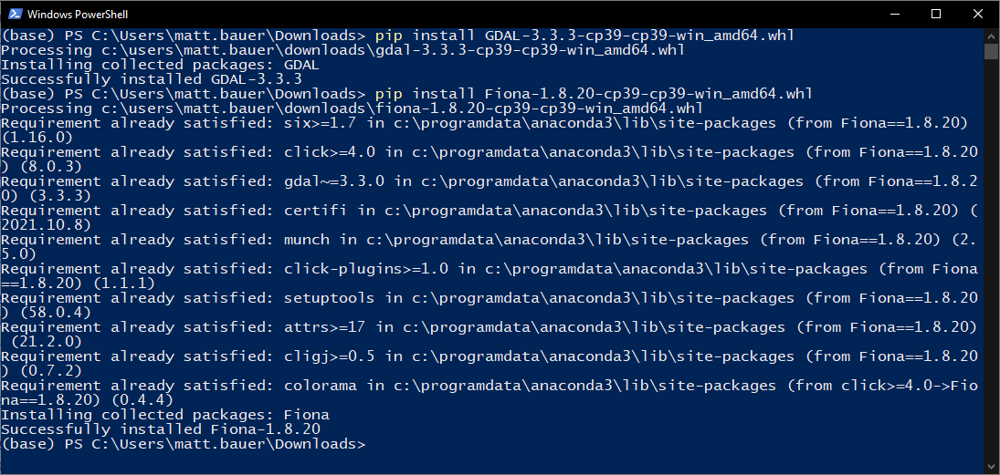 Windows PowerShell
(base) PS C:\Users\matt.bauer\Downloads> pip install GDAL-3.3.3-cp39-cp39-win_amd64.whl
Processing c:\users\matt.bauer\downloads\gdal-3.3.3-cp39-cp39-win_amd64.whl
Installing collected packages: GDAL
Successfully installed GDAL-3.3.3
(base) PS C:\Users\matt.bauer\Downloads> pip install Fiona-1.8.20-cp39-cp39-win_amd64.whl
Processing c:\users\matt.bauer\downloads\fiona-1.8.20-cp39-cp39-win_amd64.whl
Requirement already satisfied: six>=1.7 in c:\programdata\anaconda3\lib\site-packages (from Fiona==1.8.20)
(1.16.0)
Requirement already satisfied: click>=4.0 in c:\programdata\anaconda3\lib\site-packages (from Fiona==1.8.20
) (8.0.3)
Requirement already satisfied: gdal~=3.3.0 in c:\programdata\anaconda3\lib\site-packages (from Fiona==1.8.2
0) (3.3.3)
Requirement already satisfied: certifi in c:\programdata\anaconda3\lib\site-packages (from Fiona==1.8.20) (
2021.10.8)
Requirement already satisfied: munch in c:\programdata\anaconda3\lib\site-packages (from Fiona==1.8.20) (2.
5.0)
Requirement already satisfied: click-plugins>=1.0 in c:\programdata\anaconda3\lib\site-packages (from Fiona
==1.8.20) (1.1.1)
Requirement already satisfied: setuptools in c:\programdata\anaconda3\lib\site-packages (from Fiona==1.8.20
) (58.0.4)
Requirement already satisfied: attrs>=17 in c:\programdata\anaconda3\lib\site-packages (from Fiona==1.8.20)
(21.2.0)
Requirement already satisfied: cligj>=0.5 in c:\programdata\anaconda3\lib\site-packages (from Fiona==1.8.20
) (0.7.2)
Requirement already satisfied: colorama in c:\programdata\anaconda3\lib\site-packages (from click>=4.0->Fio
na==1.8.20) (0.4.4)
Installing collected packages: Fiona
Successfully installed Fiona-1.8.20
(base) PS C:\Users\matt.bauer\Downloads>